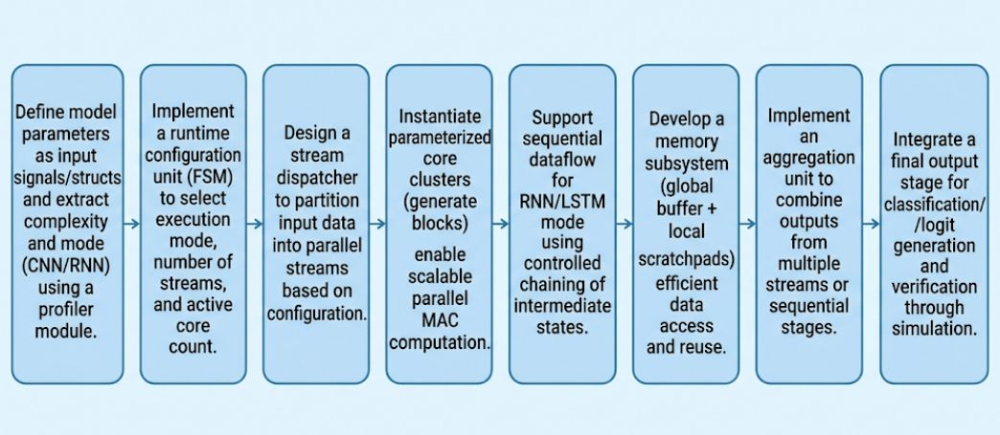 Define model
parameters
as input
signals/structs
and extract
complexity
and mode
(CNN/RNN)
using a
profiler
module.
Implement
a runtime
configuration
unit (FSM)
to select
execution
mode,
number of
streams,
and active
core
count.
Design a
stream
dispatcher
to partition
input data
into parallel
streams
based on
configuration.
Instantiate
parameterized
core
clusters
(generate
blocks)
enable
scalable
parallel
MAC
computation.
Support
sequential
dataflow
for
RNN/LSTM
mode
using
controlled
chaining of
intermediate
states.
Develop a
memory
subsystem
(global
buffer +
local
scratchpads)
efficient
data
access
and reuse.
Implement
an
aggregation
unit to
combine
outputs
from
multiple
streams or
sequential
stages.
Integrate a
final output
stage for
classification/
/logit
generation
and
verification
through
simulation.